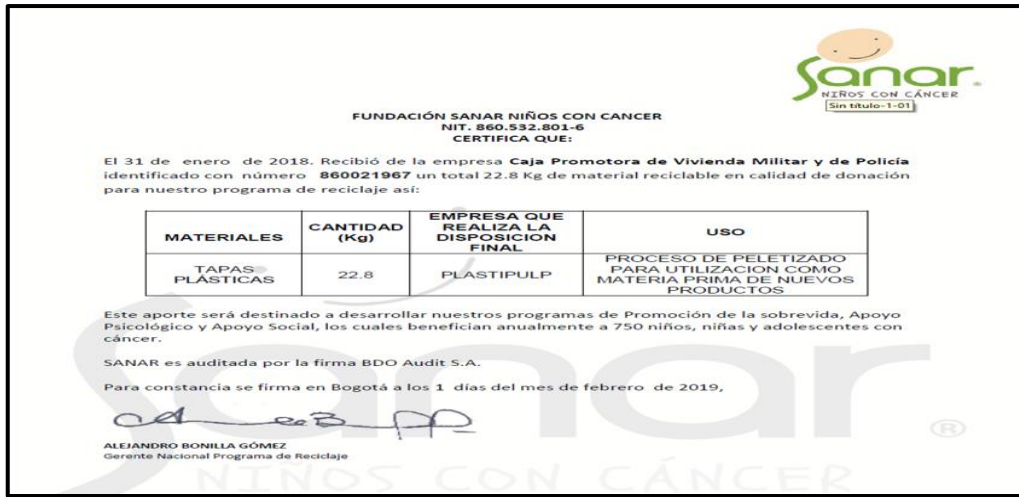 Sanar.
NIÑOS CON CÁNCER
Sin título-1-01
FUNDACIÓN SANAR NIÑOS CON CANCER
NIT. 860.532.801-6
CERTIFICA QUE:
El 31 de enero de 2018. Recibió de la empresa Caja Promotora de Vivienda Militar y de Policía
identificado con número 860021967 un total 22.8 Kg de material reciclable en calidad de donación
para nuestro programa de reciclaje así:
MATERIALES CANTIDAD (Kg) EMPRESA QUE REALIZA LA DISPOSICION FINAL USO
TAPAS PLÁSTICAS 22.8 PLASTIPULP PROCESO DE PELETIZADO PARA UTILIZACION COMO MATERIA PRIMA DE NUEVOS PRODUCTOS
Este aporte será destinado a desarrollar nuestros programas de Promoción de la sobrevida, Apoyo
Psicológico y Apoyo Social, los cuales benefician anualmente a 750 niños, niñas y adolescentes con
cáncer.
SANAR es auditada por la firma BDO Audit S.A.
Para constancia se firma en Bogotá a los 1 días del mes de febrero de 2019,
ALEJANDRO BONILLA GÓMEZ
Gerente Nacional Programa de Reciclaje
Sanar ®
NIÑOS CON CÁNCER